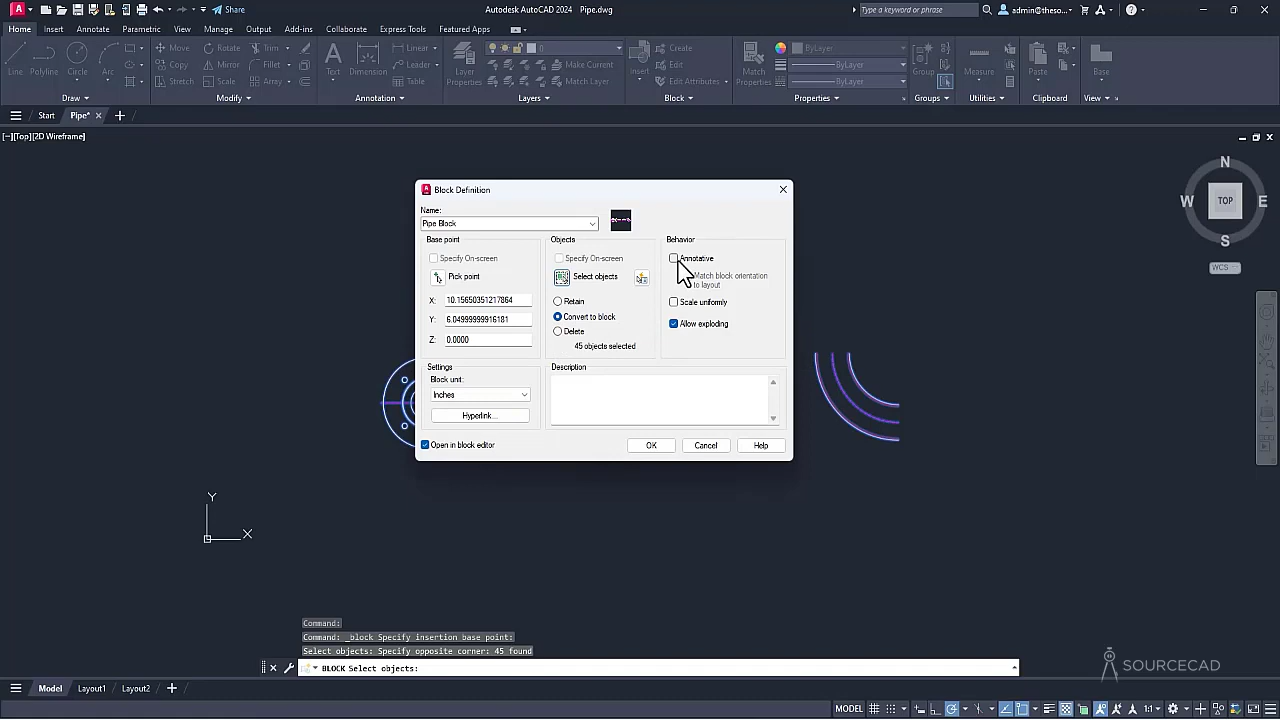 Share
Autodesk AutoCAD 2024 Pipe.dwg
Type a keyword or phrase
admin@theso...
Home Insert Annotate Parametric View Manage Output Add-ins Collaborate Express Tools Featured Apps
Line
Polyline
Circle
Arc
Draw
Move
Rotate
Trim
Copy
Mirror
Fillet
Stretch
Scale
Array
Modify
Text
Dimension
Linear
Leader
Table
Annotation
Layer
Properties
0
Make Current
Match Layer
Layers
Insert
Create
Edit
Edit Attributes
Block
Match
Properties
ByLayer
ByLayer
ByLayer
Properties
Group
Groups
Measure
Utilities
Paste
Clipboard
Base
View
Start
Pipe*
[−][Top][2D Wireframe]
N
W
TOP
E
S
WCS
Block Definition
Name:
Pipe Block
Base point
Specify On-screen
Pick point
X: 10.15650351217864
Y: 6.04999999916181
Z: 0.0000
Objects
Specify On-screen
Select objects
Retain
Convert to block
Delete
45 objects selected
Behavior
Annotative
Match block orientation
to layout
Scale uniformly
Allow exploding
Settings
Block unit:
Inches
Hyperlink...
Description
Open in block editor
OK
Cancel
Help
Y
X
Command:
Command: _block Specify insertion base point:
Select objects: Specify opposite corner: 45 found
BLOCK Select objects:
SOURCECAD
Model
Layout1
Layout2
MODEL
1:1